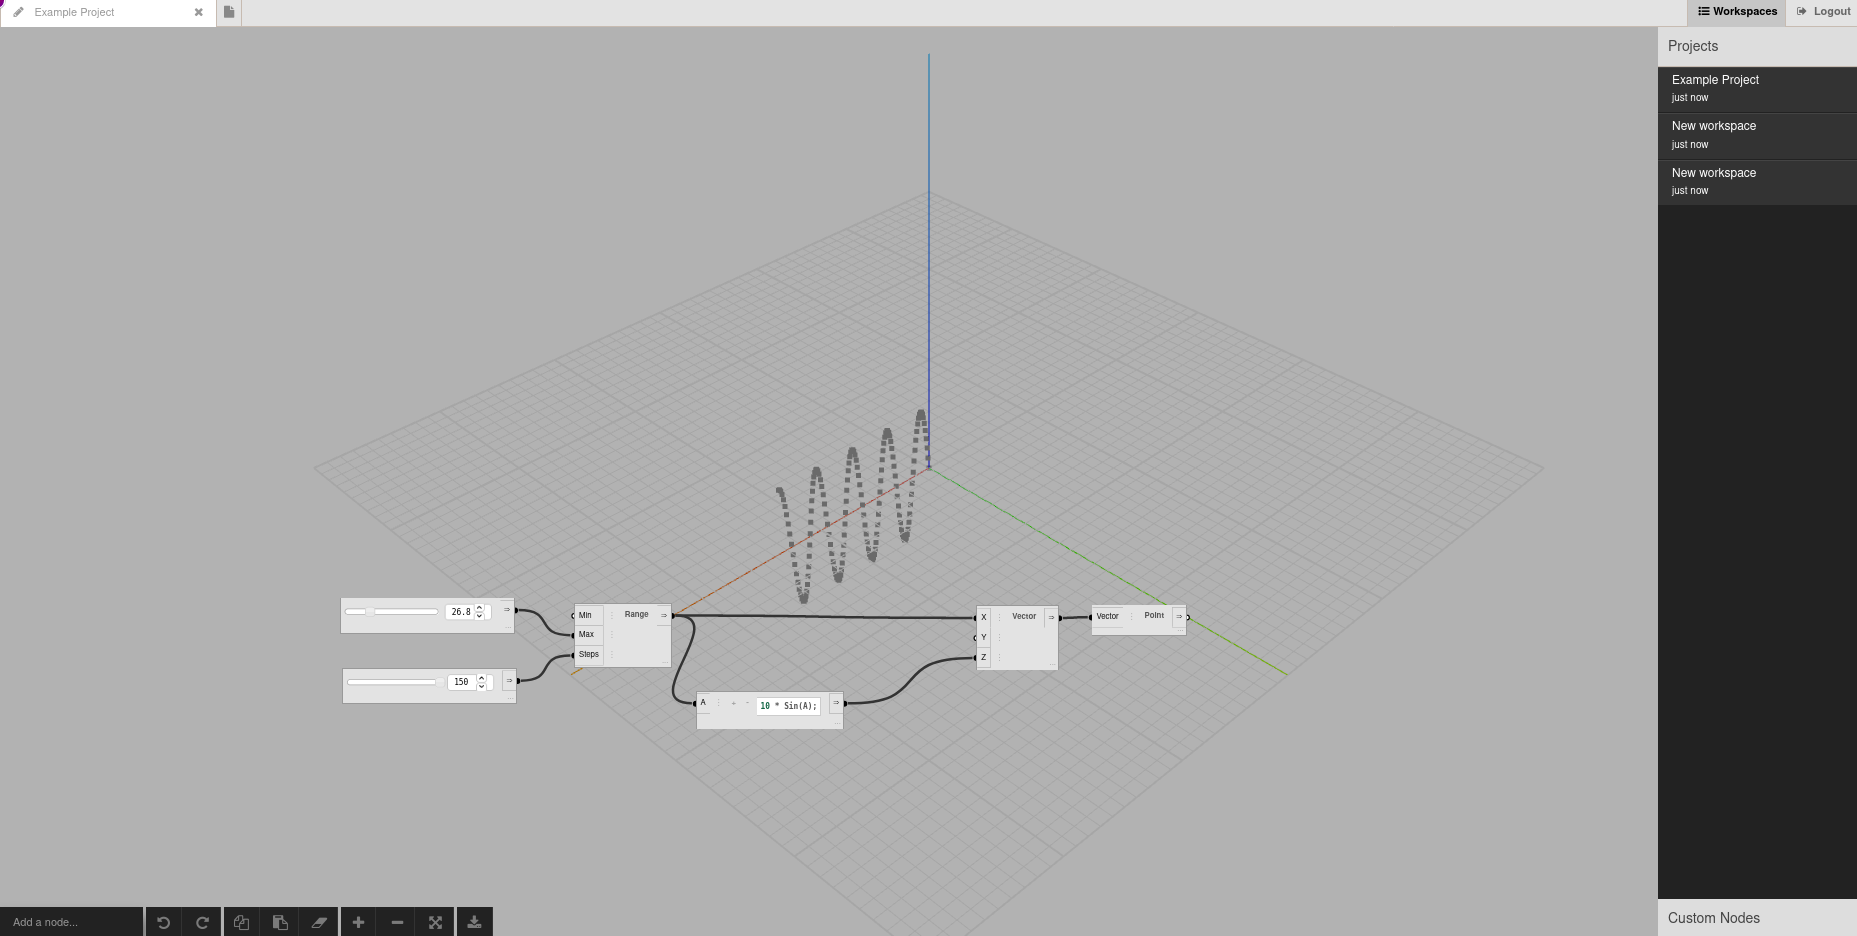 Example Project
Workspaces
Logout
Projects
Example Project
just now
New workspace
just now
New workspace
just now
26.8
150
Min
Range
Max
Steps
A
+ -
10 * Sin(A);
X
Vector
Y
Z
Vector
Point
Add a node...
Custom Nodes